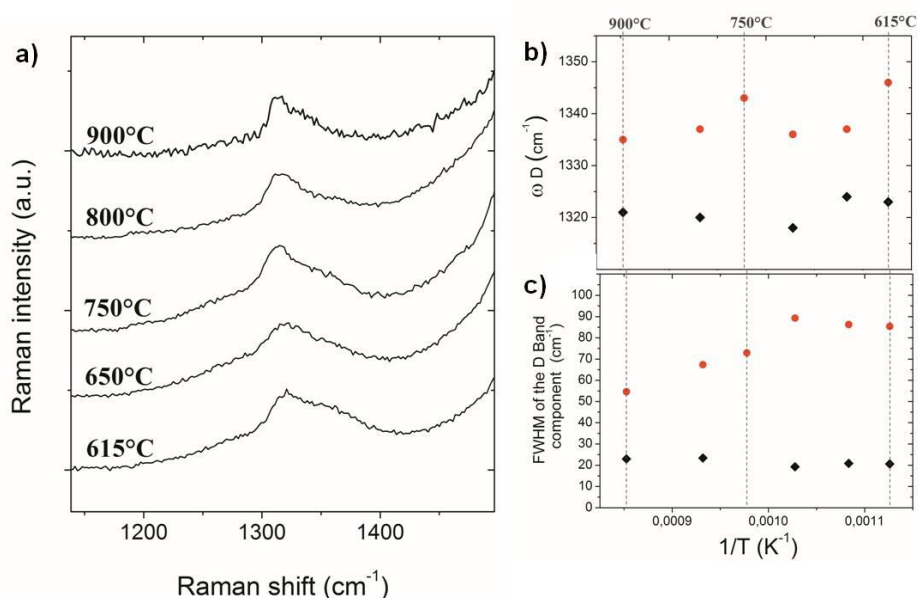 a)
900°C
800°C
750°C
650°C
615°C
Raman intensity (a.u.)
1200 1300 1400
Raman shift (cm-1)
b)
900°C 750°C 615°C
1350
1340
1330
1320
ω D (cm-1)
c)
100
90
80
70
60
50
40
30
20
10
0
FWHM of the D Band
component (cm-1)
0,0009 0,0010 0,0011
1/T (K-1)